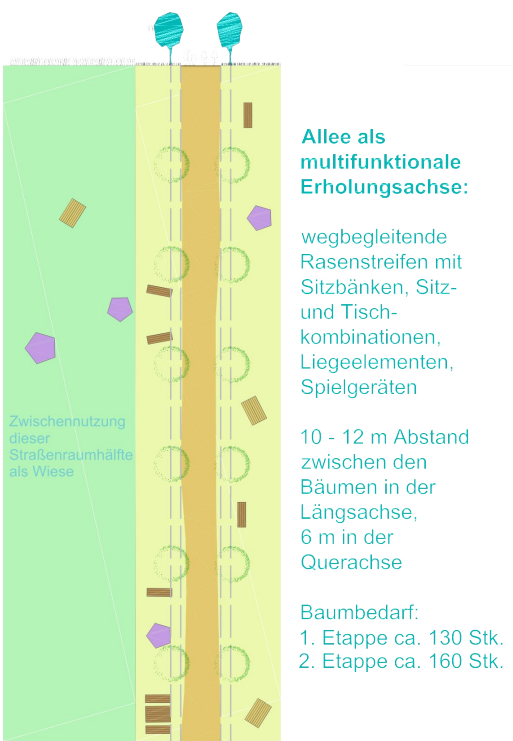 Allee als
multifunktionale
Erholungsachse:
wegbegleitende
Rasenstreifen mit
Sitzbänken, Sitz-
und Tisch-
kombinationen,
Liegeelementen,
Spielgeräten
10 - 12 m Abstand
zwischen den
Bäumen in der
Längsachse,
6 m in der
Querachse
Baumbedarf:
1. Etappe ca. 130 Stk.
2. Etappe ca. 160 Stk.
Zwischennutzung
dieser
Straßenraumhälfte
als Wiese